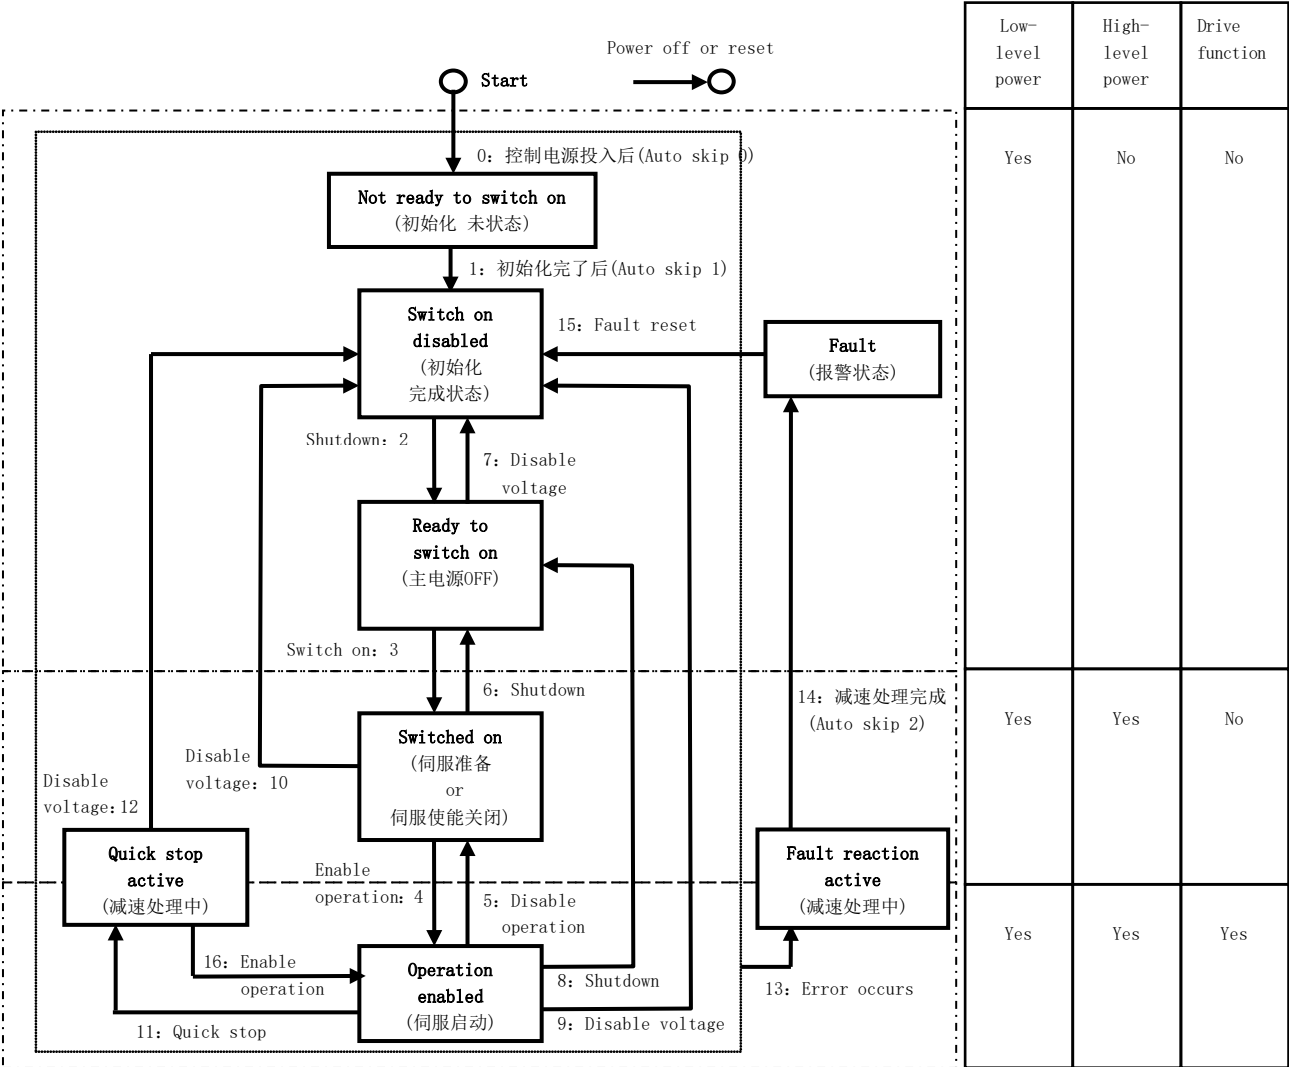 Power off or reset
Start
0: 控制电源投入后(Auto skip 0)
Not ready to switch on
(初始化 未状态)
1: 初始化完了后(Auto skip 1)
Switch on
disabled
(初始化
完成状态)
15: Fault reset
Fault
(报警状态)
Shutdown: 2
7: Disable
voltage
Ready to
switch on
(主电源OFF)
Switch on: 3
6: Shutdown
14: 减速处理完成
(Auto skip 2)
Switched on
(伺服准备
or
伺服使能关闭)
Disable
voltage: 10
Disable
voltage:12
Quick stop
active
(减速处理中)
Enable
operation: 4
5: Disable
operation
Fault reaction
active
(减速处理中)
16: Enable
operation
Operation
enabled
(伺服启动)
8: Shutdown
9: Disable voltage
11: Quick stop
13: Error occurs
Low-
level
power
High-
level
power
Drive
function
Yes No No
Yes Yes No
Yes Yes Yes